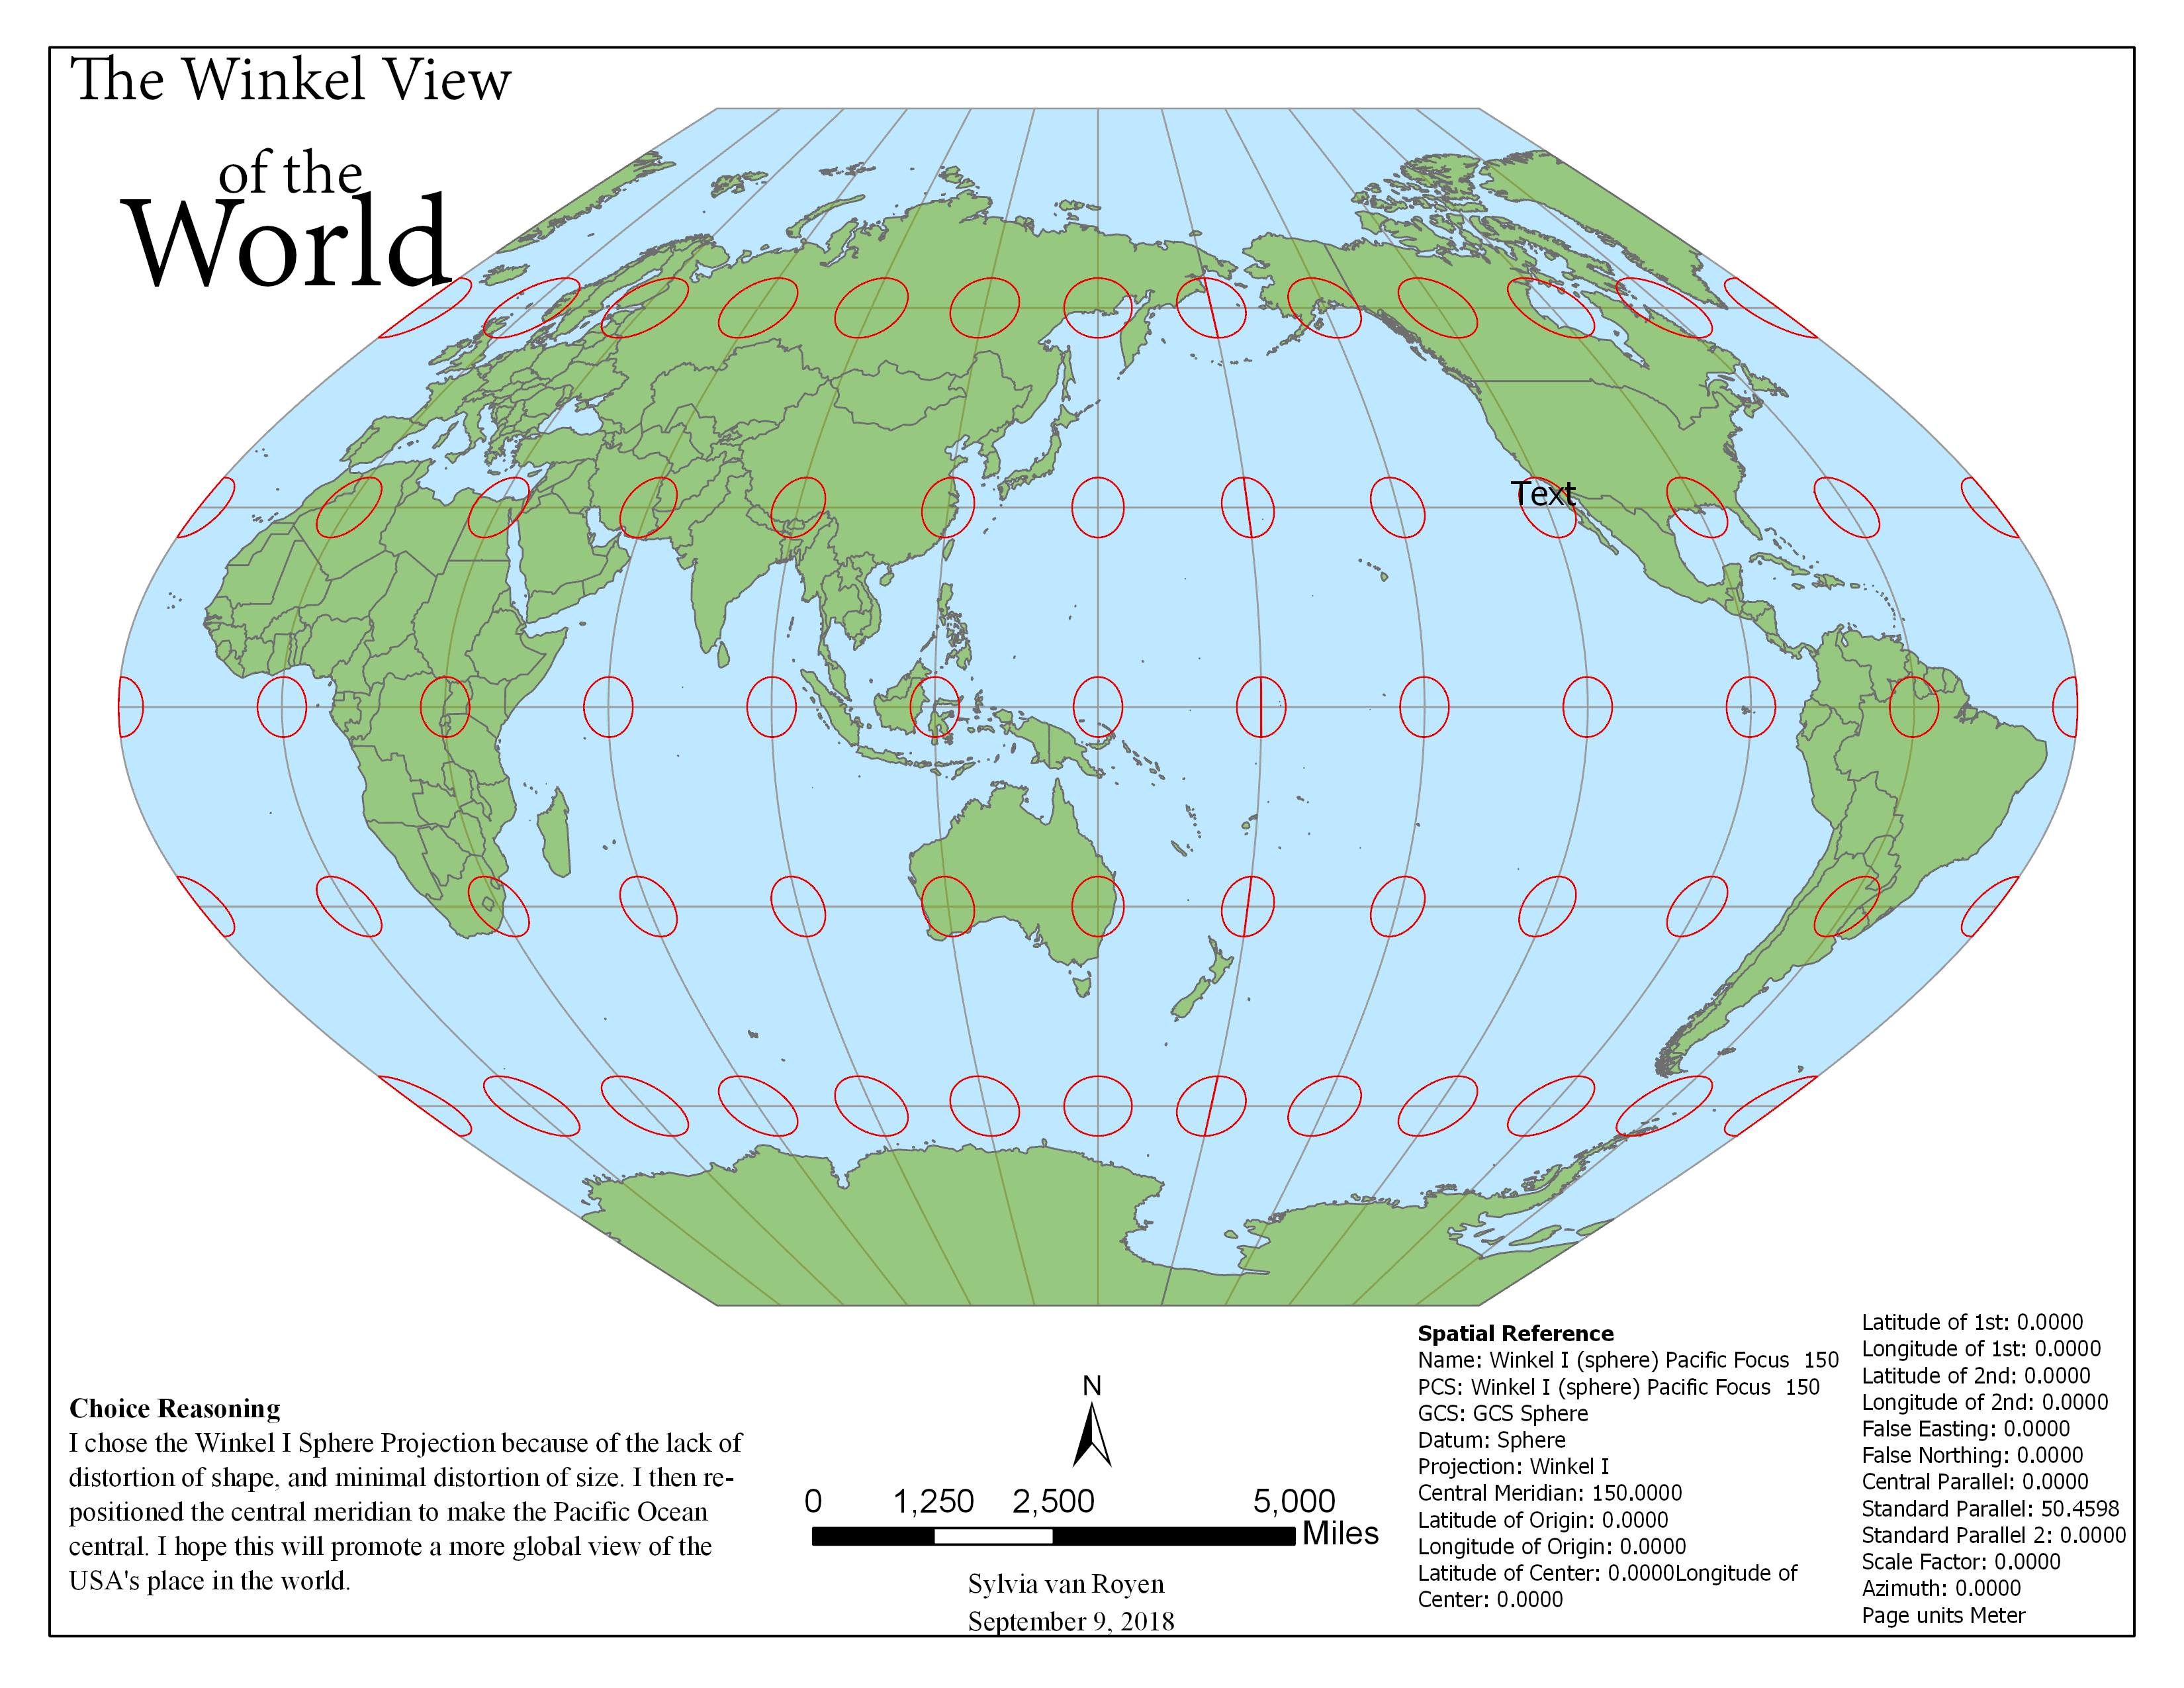 The Winkel View
of the
World
Text
Choice Reasoning
I chose the Winkel I Sphere Projection because of the lack of
distortion of shape, and minimal distortion of size. I then re-
positioned the central meridian to make the Pacific Ocean
central. I hope this will promote a more global view of the
USA's place in the world.
N
0 1,250 2,500 5,000
Miles
Sylvia van Royen
September 9, 2018
Spatial Reference
Name: Winkel I (sphere) Pacific Focus  150
PCS: Winkel I (sphere) Pacific Focus  150
GCS: GCS Sphere
Datum: Sphere
Projection: Winkel I
Central Meridian: 150.0000
Latitude of Origin: 0.0000
Longitude of Origin: 0.0000
Latitude of Center: 0.0000Longitude of
Center: 0.0000
Latitude of 1st: 0.0000
Longitude of 1st: 0.0000
Latitude of 2nd: 0.0000
Longitude of 2nd: 0.0000
False Easting: 0.0000
False Northing: 0.0000
Central Parallel: 0.0000
Standard Parallel: 50.4598
Standard Parallel 2: 0.0000
Scale Factor: 0.0000
Azimuth: 0.0000
Page units Meter